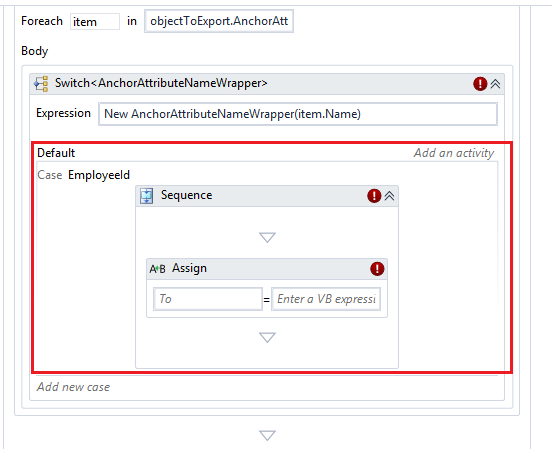 Foreach item in objectToExport.AnchorAtt
Body
Switch<AnchorAttributeNameWrapper>
Expression New AnchorAttributeNameWrapper(item.Name)
Default Add an activity
Case EmployeeId
Sequence
A+B Assign
To = Enter a VB expressi
Add new case